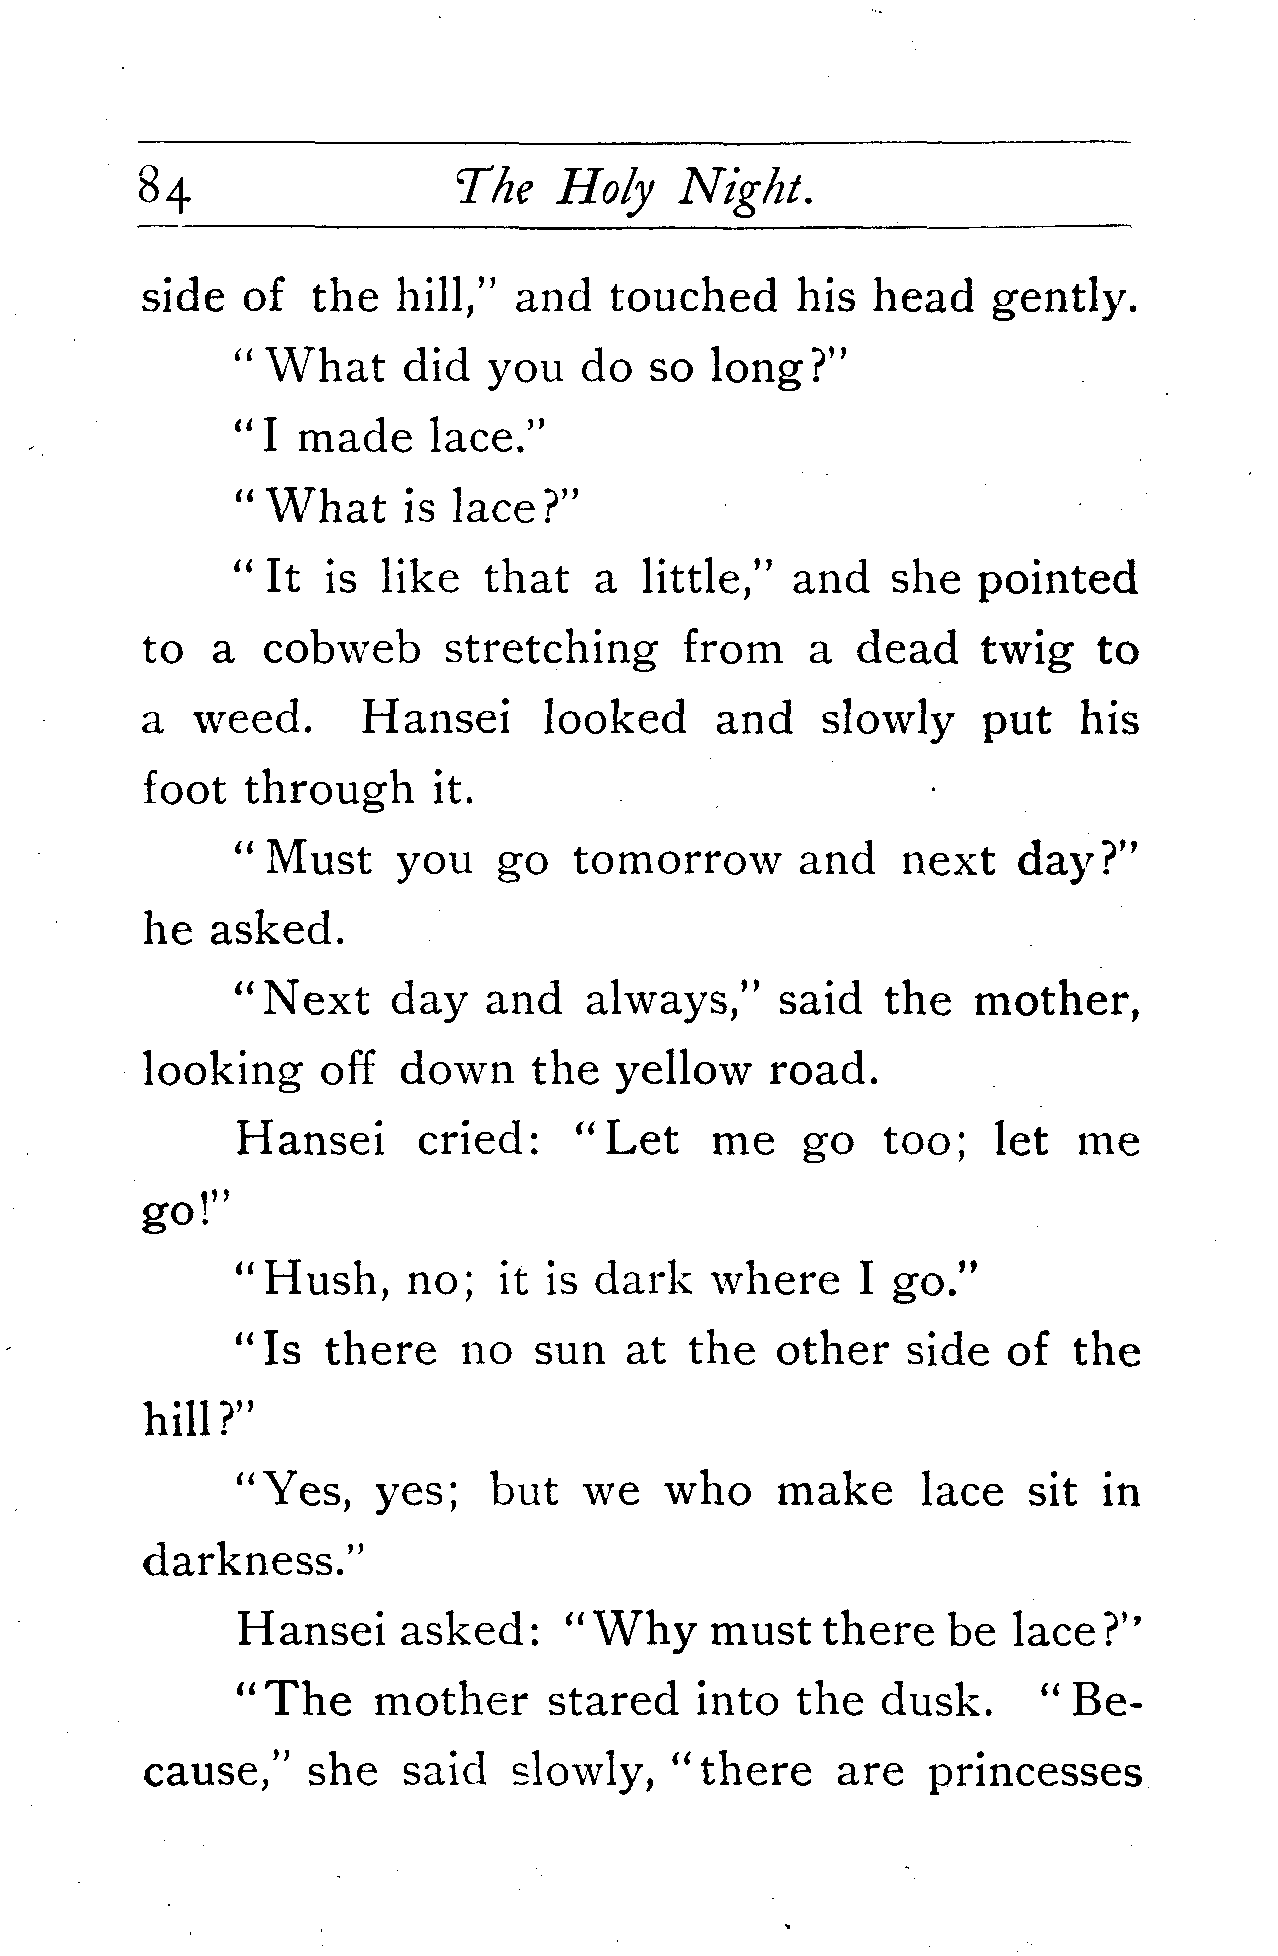 84 The Holy Night.
side of the hill,” and touched his head gently.
“What did you do so long?”
“I made lace.”
“What is lace?”
“It is like that a little,” and she pointed
to a cobweb stretching from a dead twig to
a weed. Hansei looked and slowly put his
foot through it.
“Must you go tomorrow and next day?”
he asked.
“Next day and always,” said the mother,
looking off down the yellow road.
Hansei cried: “Let me go too; let me
go!”
“Hush, no; it is dark where I go.”
“Is there no sun at the other side of the
hill?”
“Yes, yes; but we who make lace sit in
darkness.”
Hansei asked: “Why must there be lace?”
“The mother stared into the dusk. “Be-
cause,” she said slowly, “there are princesses